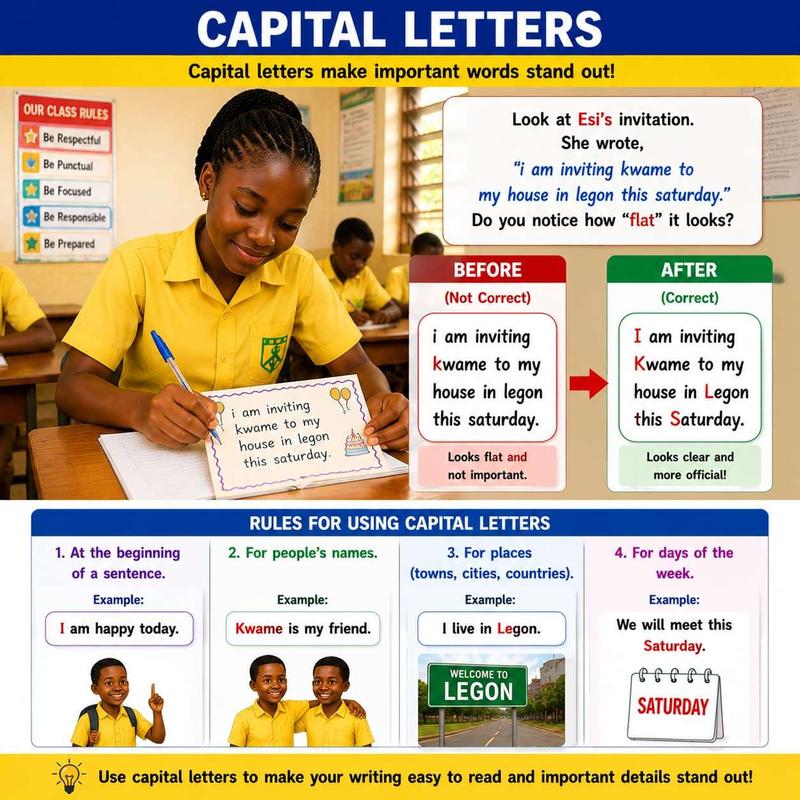 CAPITAL LETTERS
Capital letters make important words stand out!
OUR CLASS RULES
Be Respectful
Be Punctual
Be Focused
Be Responsible
Be Prepared
Look at Esi's invitation.
She wrote,
"i am inviting kwame to
my house in legon this saturday."
Do you notice how "flat" it looks?
i am inviting
kwame to my
house in legon
this saturday.
BEFORE
(Not Correct)
i am inviting
kwame to my
house in legon
this saturday.
Looks flat and
not important.
AFTER
(Correct)
I am inviting
Kwame to my
house in Legon
this Saturday.
Looks clear and
more official!
RULES FOR USING CAPITAL LETTERS
1. At the beginning
of a sentence.
Example:
I am happy today.
2. For people's names.
Example:
Kwame is my friend.
3. For places
(towns, cities, countries).
Example:
I live in Legon.
WELCOME TO
LEGON
4. For days of the
week.
Example:
We will meet this
Saturday.
SATURDAY
Use capital letters to make your writing easy to read and important details stand out!